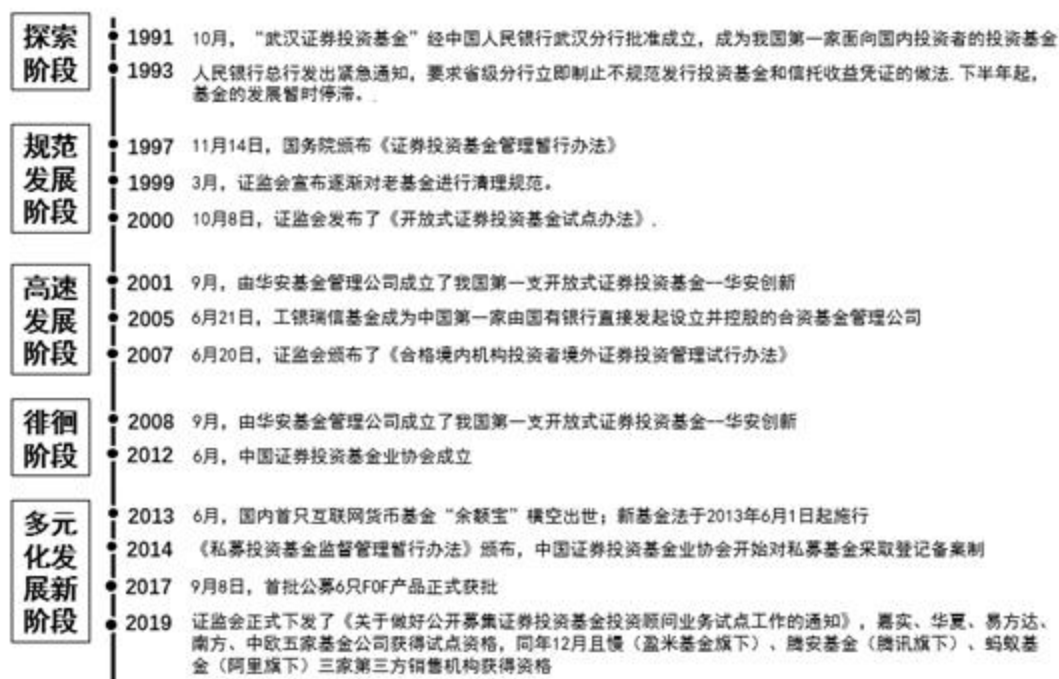 探索
阶段
1991 10月，“武汉证券投资基金”经中国人民银行武汉分行批准成立，成为我国第一家面向国内投资者的投资基金
1993 人民银行总行发出紧急通知，要求省级分行立即制止不规范发行投资基金和信托收益凭证的做法.下半年起，
基金的发展暂时停滞。.
规范
发展
阶段
1997 11月14日，国务院颁布《证券投资基金管理暂行办法》
1999 3月，证监会宣布逐渐对老基金进行清理规范。
2000 10月8日，证监会发布了《开放式证券投资基金试点办法》.
高速
发展
阶段
2001 9月，由华安基金管理公司成立了我国第一支开放式证券投资基金--华安创新
2005 6月21日，工银瑞信基金成为中国第一家由国有银行直接发起设立并控股的合资基金管理公司
2007 6月20日，证监会颁布了《合格境内机构投资者境外证券投资管理试行办法》
徘徊
阶段
2008 9月，由华安基金管理公司成立了我国第一支开放式证券投资基金--华安创新
2012 6月，中国证券投资基金业协会成立
多元
化发
展新
阶段
2013 6月，国内首只互联网货币基金“余额宝”横空出世；新基金法于2013年6月1日起施行
2014 《私募投资基金监督管理暂行办法》颁布，中国证券投资基金业协会开始对私募基金采取登记备案制
2017 9月8日，首批公募6只FOF产品正式获批
2019 证监会正式下发了《关于做好公开募集证券投资基金投资顾问业务试点工作的通知》，嘉实、华夏、易方达、
南方、中欧五家基金公司获得试点资格，同年12月且慢（盈米基金旗下）、腾安基金（腾讯旗下）、蚂蚁基
金（阿里旗下）三家第三方销售机构获得资格